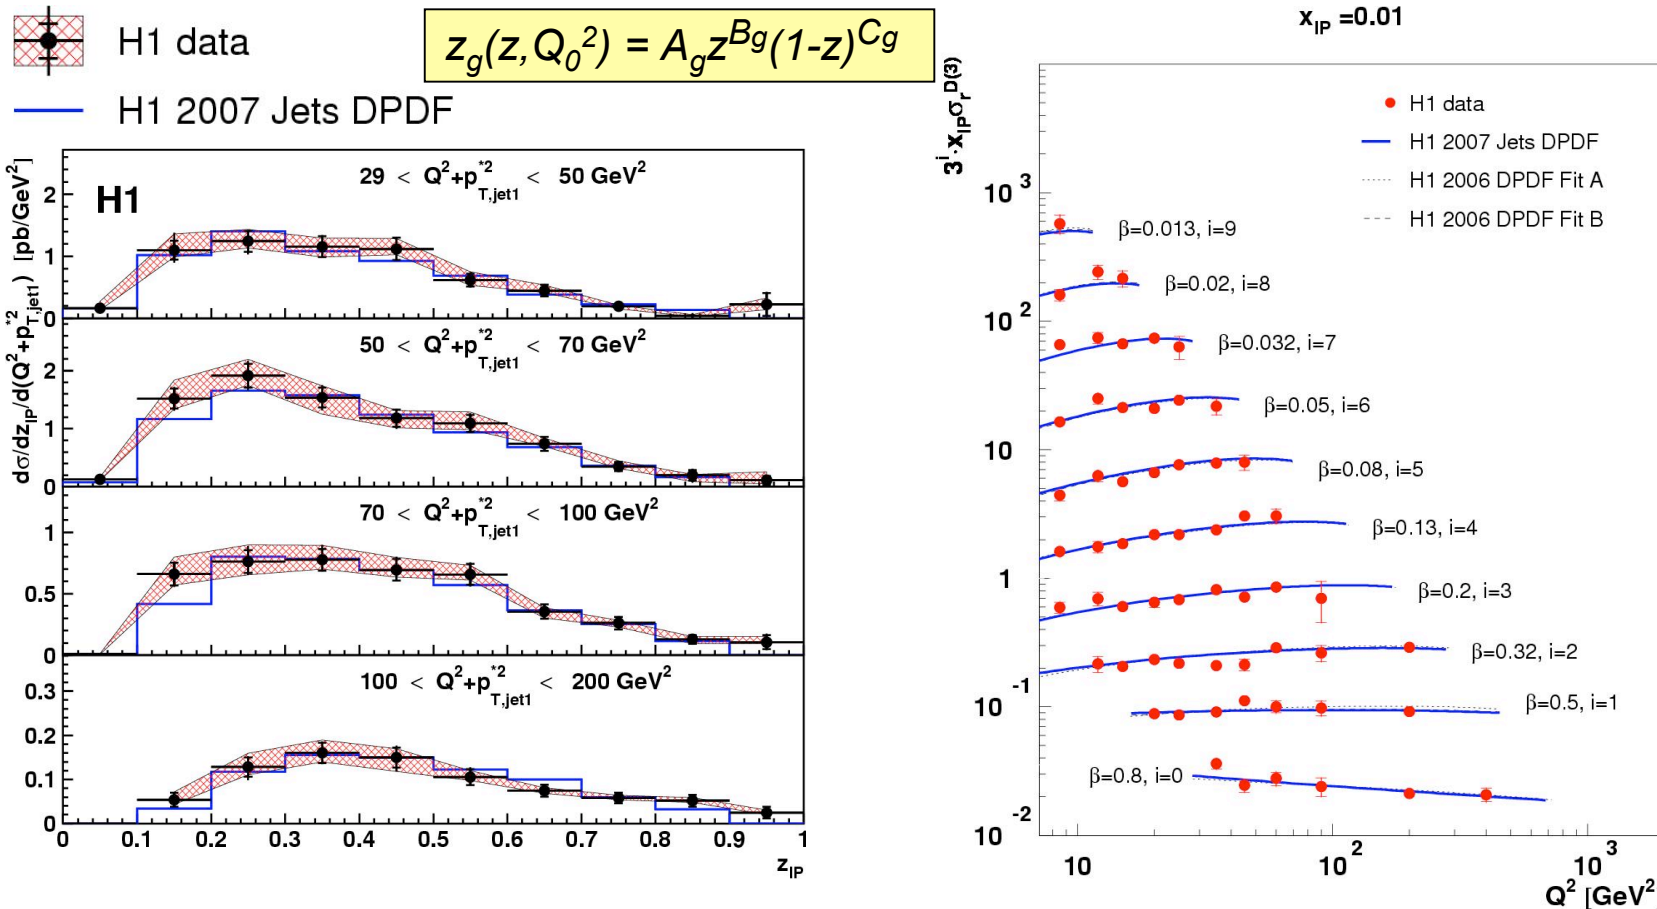 H1 data
H1 2007 Jets DPDF
z_g(z,Q_0^2) = A_g z^{B_g}(1-z)^{C_g}
dσ/dz_IP/d(Q^2+p^{*2}_{T,jet1}) [pb/GeV^2]
H1
29 < Q^2+p^{*2}_{T,jet1} < 50 GeV^2
2
1
0
50 < Q^2+p^{*2}_{T,jet1} < 70 GeV^2
2
1
0
70 < Q^2+p^{*2}_{T,jet1} < 100 GeV^2
1
0.5
0
100 < Q^2+p^{*2}_{T,jet1} < 200 GeV^2
0.3
0.2
0.1
0
0 0.1 0.2 0.3 0.4 0.5 0.6 0.7 0.8 0.9 1
z_IP
x_IP =0.01
3^i·x_IP σ_r^{D(3)}
H1 data
H1 2007 Jets DPDF
H1 2006 DPDF Fit A
H1 2006 DPDF Fit B
10^3
β=0.013, i=9
β=0.02, i=8
10^2
β=0.032, i=7
β=0.05, i=6
10
β=0.08, i=5
β=0.13, i=4
1
β=0.2, i=3
β=0.32, i=2
10^-1
β=0.5, i=1
β=0.8, i=0
10^-2
10 10^2 10^3
Q^2 [GeV^2